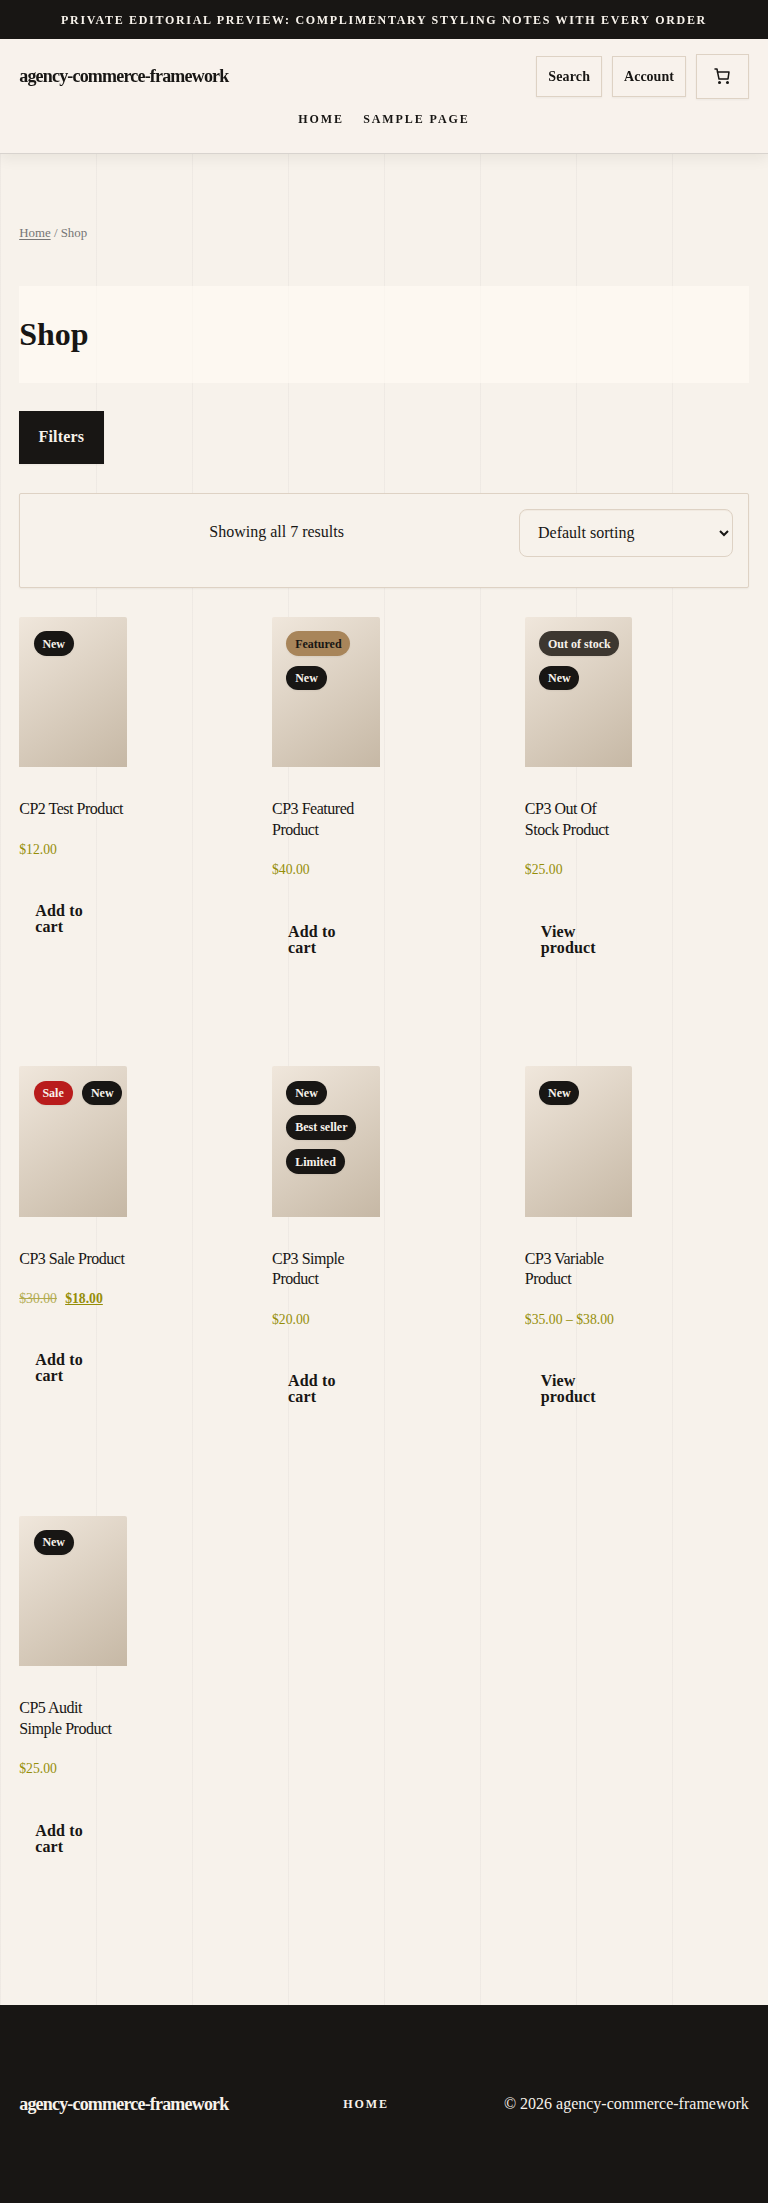 PRIVATE EDITORIAL PREVIEW: COMPLIMENTARY STYLING NOTES WITH EVERY ORDER
agency-commerce-framework
Search
Account
HOME
SAMPLE PAGE
Home / Shop
Shop
Filters
Showing all 7 results
Default sorting
New
CP2 Test Product
$12.00
Add to
cart
Featured
New
CP3 Featured
Product
$40.00
Add to
cart
Out of stock
New
CP3 Out Of
Stock Product
$25.00
View
product
Sale
New
CP3 Sale Product
$30.00 $18.00
Add to
cart
New
Best seller
Limited
CP3 Simple
Product
$20.00
Add to
cart
New
CP3 Variable
Product
$35.00 – $38.00
View
product
New
CP5 Audit
Simple Product
$25.00
Add to
cart
agency-commerce-framework
HOME
© 2026 agency-commerce-framework